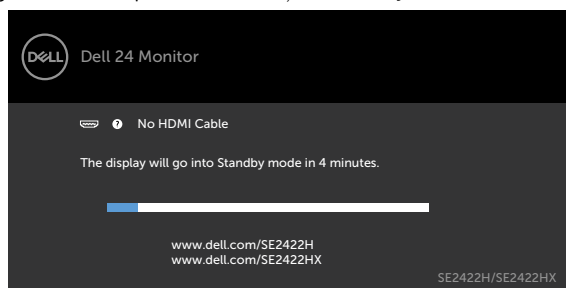 DELL
Dell 24 Monitor
? No HDMI Cable
The display will go into Standby mode in 4 minutes.
www.dell.com/SE2422H
www.dell.com/SE2422HX
SE2422H/SE2422HX